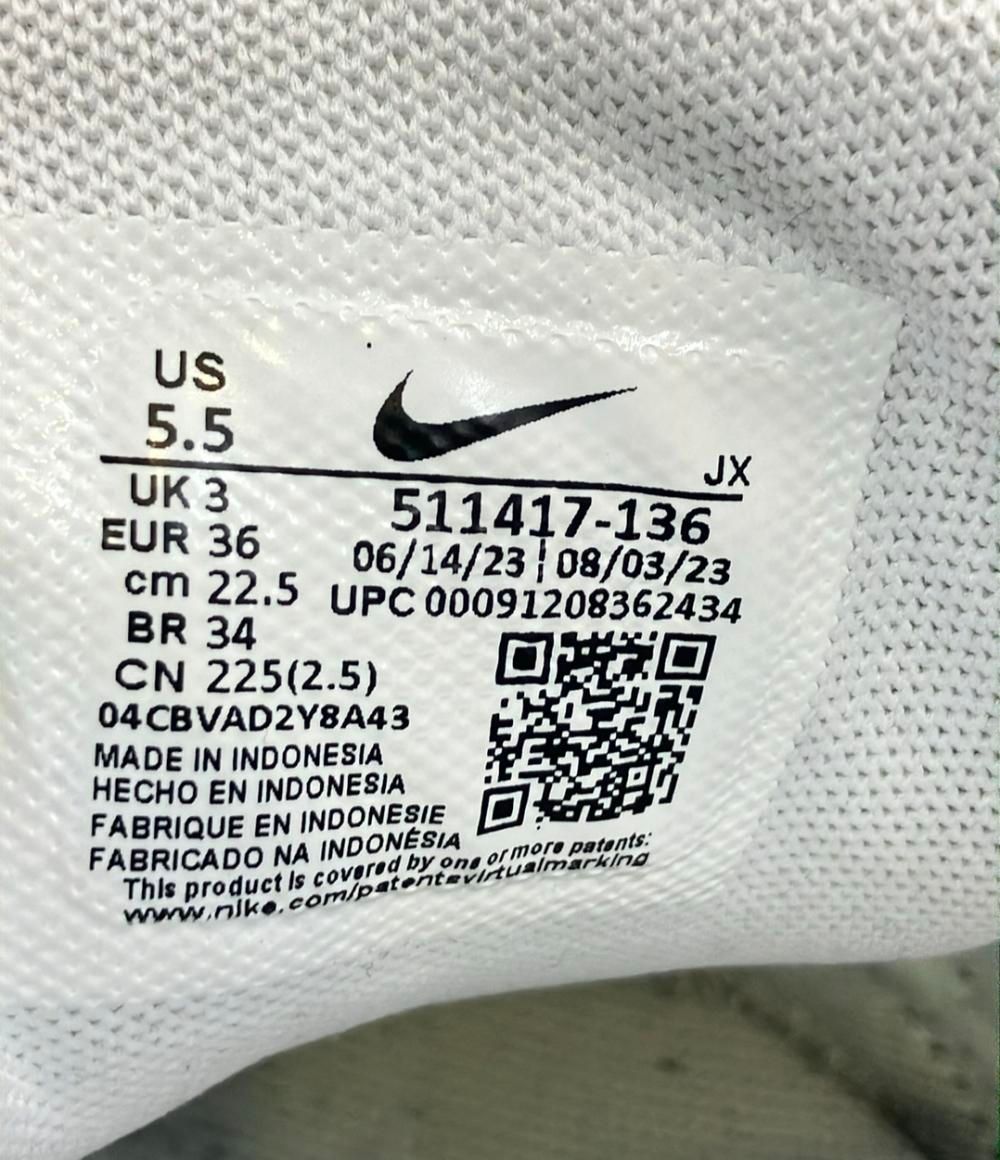 US
5.5
JX
UK 3
EUR 36
cm 22.5
BR 34
CN 225(2.5)
511417-136
06/14/23 | 08/03/23
UPC 00091208362434
04CBVAD2Y8A43
MADE IN INDONESIA
HECHO EN INDONESIA
FABRIQUE EN INDONESIE
FABRICADO NA INDONÉSIA
This product is covered by one or more patents:
www.nike.com/patentsvirtualmarking